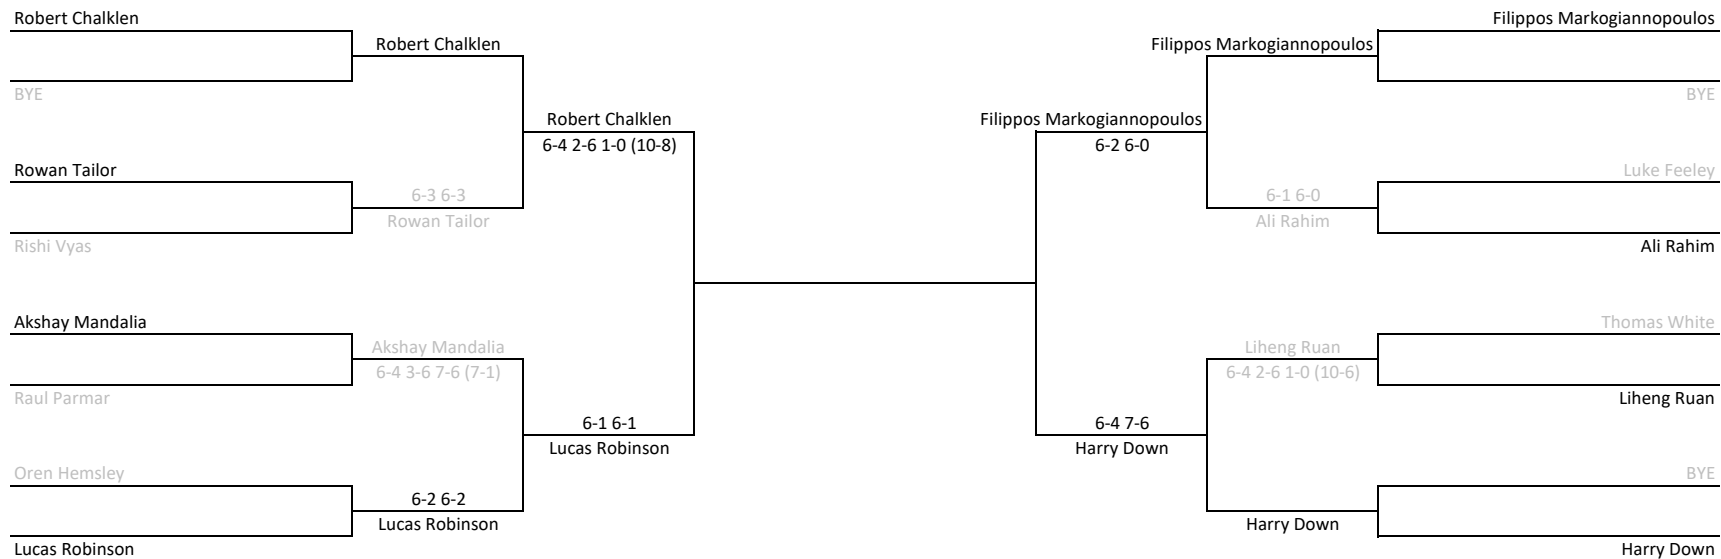 Robert Chalklen
BYE
Rowan Tailor
Rishi Vyas
Akshay Mandalia
Raul Parmar
Oren Hemsley
Lucas Robinson
Robert Chalklen
6-3 6-3
Rowan Tailor
Akshay Mandalia
6-4 3-6 7-6 (7-1)
6-2 6-2
Lucas Robinson
Robert Chalklen
6-4 2-6 1-0 (10-8)
6-1 6-1
Lucas Robinson
Filippos Markogiannopoulos
6-2 6-0
6-4 7-6
Harry Down
Filippos Markogiannopoulos
6-1 6-0
Ali Rahim
Liheng Ruan
6-4 2-6 1-0 (10-6)
Harry Down
Filippos Markogiannopoulos
BYE
Luke Feeley
Ali Rahim
Thomas White
Liheng Ruan
BYE
Harry Down